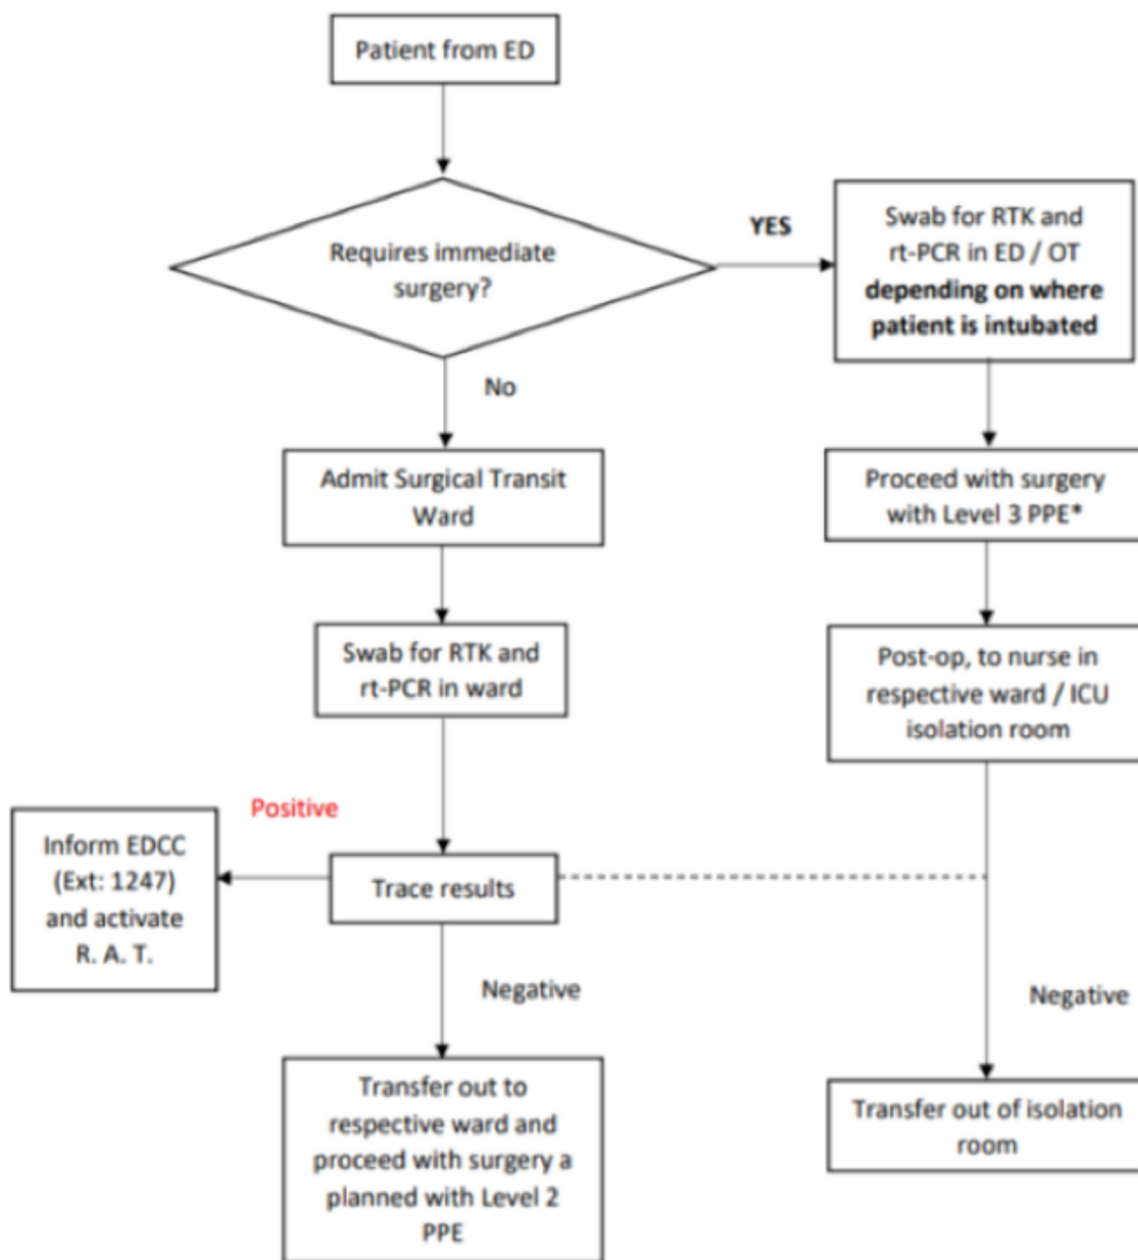 Patient from ED
Requires immediate
surgery?
YES
Swab for RTK and
rt-PCR in ED / OT
depending on where
patient is intubated
No
Admit Surgical Transit
Ward
Proceed with surgery
with Level 3 PPE*
Swab for RTK and
rt-PCR in ward
Post-op, to nurse in
respective ward / ICU
isolation room
Positive
Inform EDCC
(Ext: 1247)
and activate
R. A. T.
Trace results
Negative
Negative
Transfer out to
respective ward and
proceed with surgery a
planned with Level 2
PPE
Transfer out of isolation
room